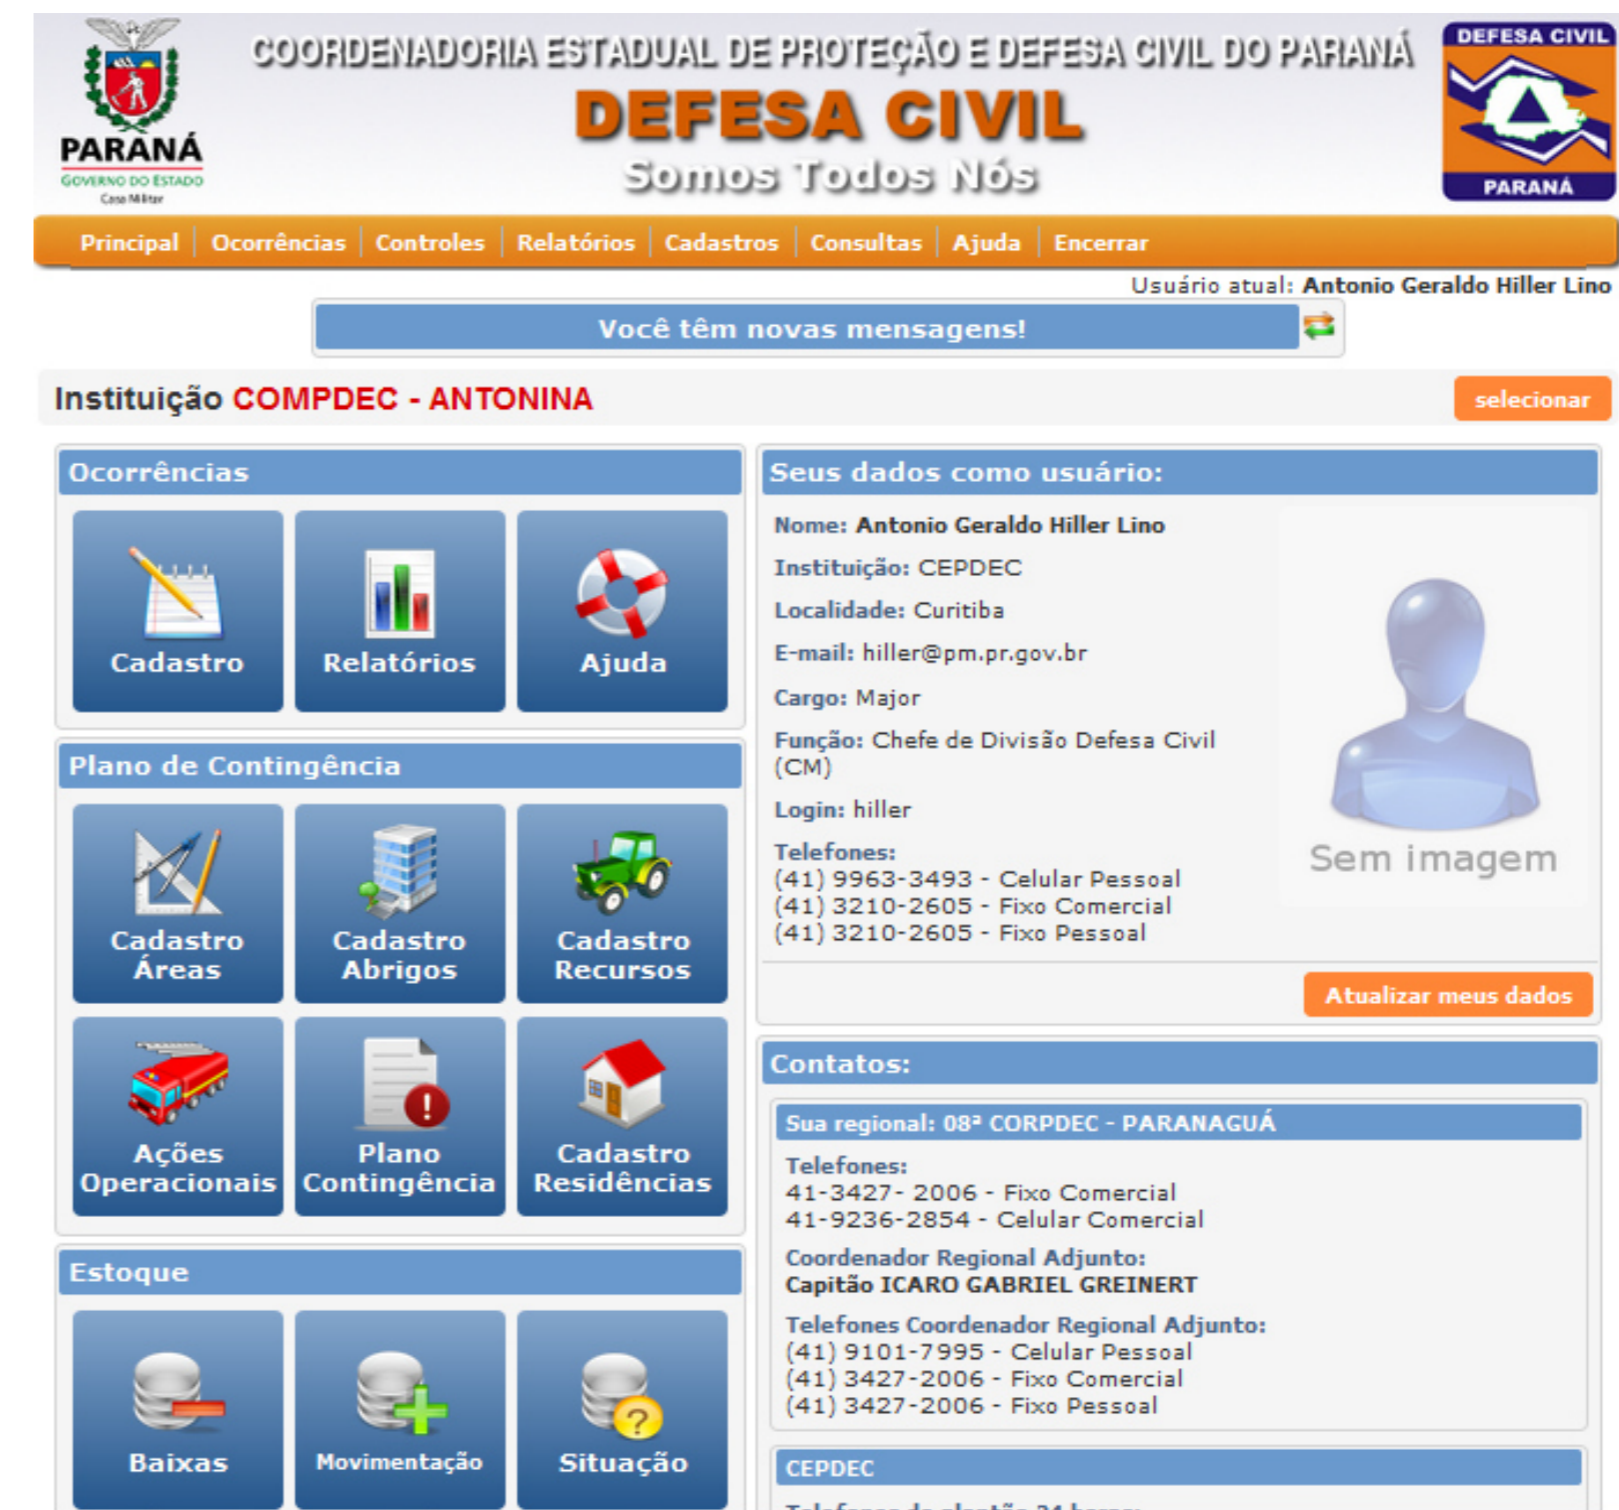 COORDENADORIA ESTADUAL DE PROTEÇÃO E DEFESA CIVIL DO PARANÁ
DEFESA CIVIL
Somos Todos Nós
PARANÁ
GOVERNO DO ESTADO
Casa Militar
DEFESA CIVIL
PARANÁ
Principal Ocorrências Controles Relatórios Cadastros Consultas Ajuda Encerrar
Usuário atual: Antonio Geraldo Hiller Lino
Você têm novas mensagens!
Instituição COMPDEC - ANTONINA
selecionar
Ocorrências
Cadastro
Relatórios
Ajuda
Plano de Contingência
Cadastro
Áreas
Cadastro
Abrigos
Cadastro
Recursos
Ações
Operacionais
Plano
Contingência
Cadastro
Residências
Estoque
Baixas
Movimentação
Situação
Seus dados como usuário:
Nome: Antonio Geraldo Hiller Lino
Instituição: CEPDEC
Localidade: Curitiba
E-mail: hiller@pm.pr.gov.br
Cargo: Major
Função: Chefe de Divisão Defesa Civil
(CM)
Login: hiller
Telefones:
(41) 9963-3493 - Celular Pessoal
(41) 3210-2605 - Fixo Comercial
(41) 3210-2605 - Fixo Pessoal
Sem imagem
Atualizar meus dados
Contatos:
Sua regional: 08ª CORPDEC - PARANAGUÁ
Telefones:
41-3427- 2006 - Fixo Comercial
41-9236-2854 - Celular Comercial
Coordenador Regional Adjunto:
Capitão ICARO GABRIEL GREINERT
Telefones Coordenador Regional Adjunto:
(41) 9101-7995 - Celular Pessoal
(41) 3427-2006 - Fixo Comercial
(41) 3427-2006 - Fixo Pessoal
CEPDEC
Telefones de plantão 24 horas: